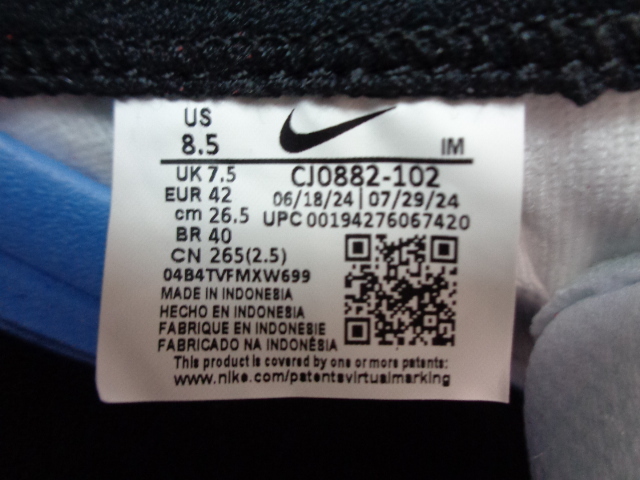 US
8.5
IM
UK 7.5
CJ0882-102
EUR 42
06/18/24 | 07/29/24
cm 26.5
UPC 00194276067420
BR 40
CN 265(2.5)
04B4TVFMXW699
MADE IN INDONESIA
HECHO EN INDONESIA
FABRIQUE EN INDONESIE
FABRICADO NA INDONÉSIA
This product is covered by one or more patents:
www.nike.com/patentsvirtualmarking